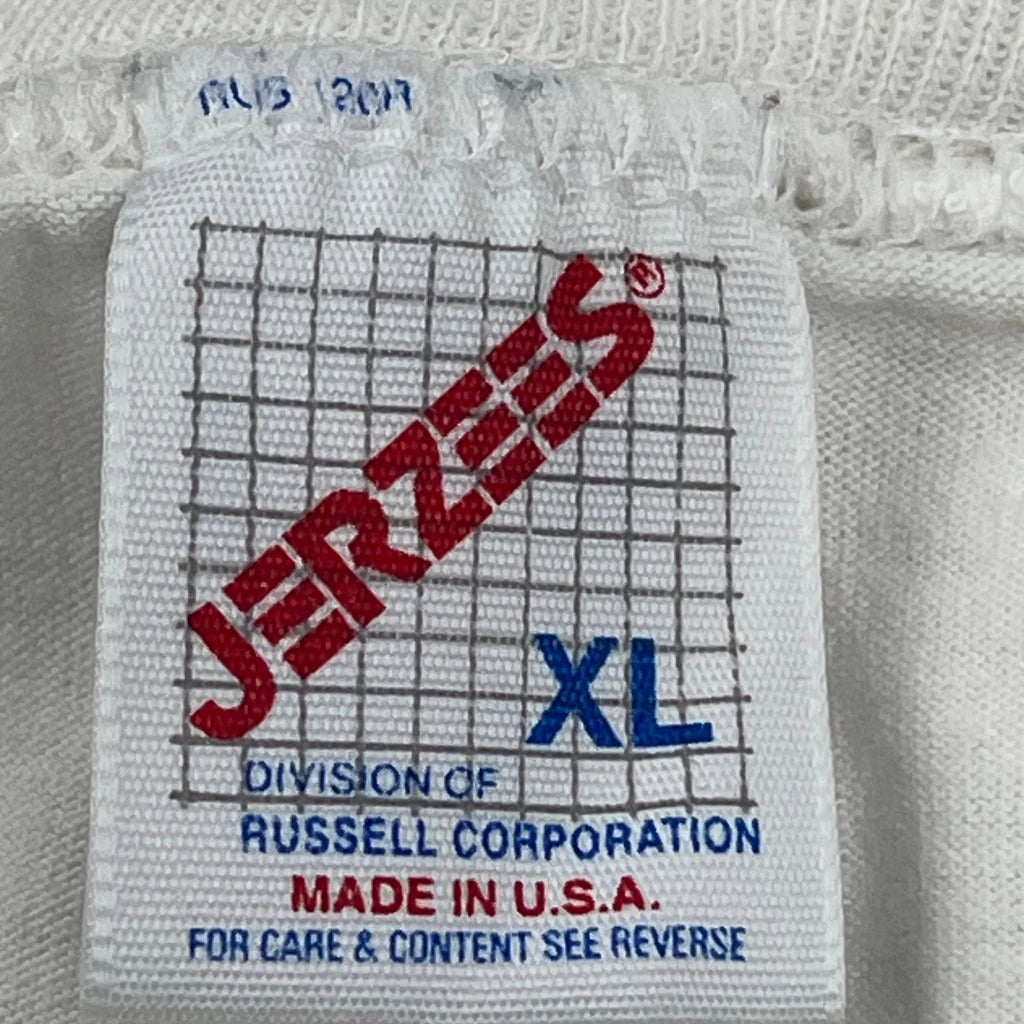 JERZEES®
XL
DIVISION OF
RUSSELL CORPORATION
MADE IN U.S.A.
FOR CARE & CONTENT SEE REVERSE